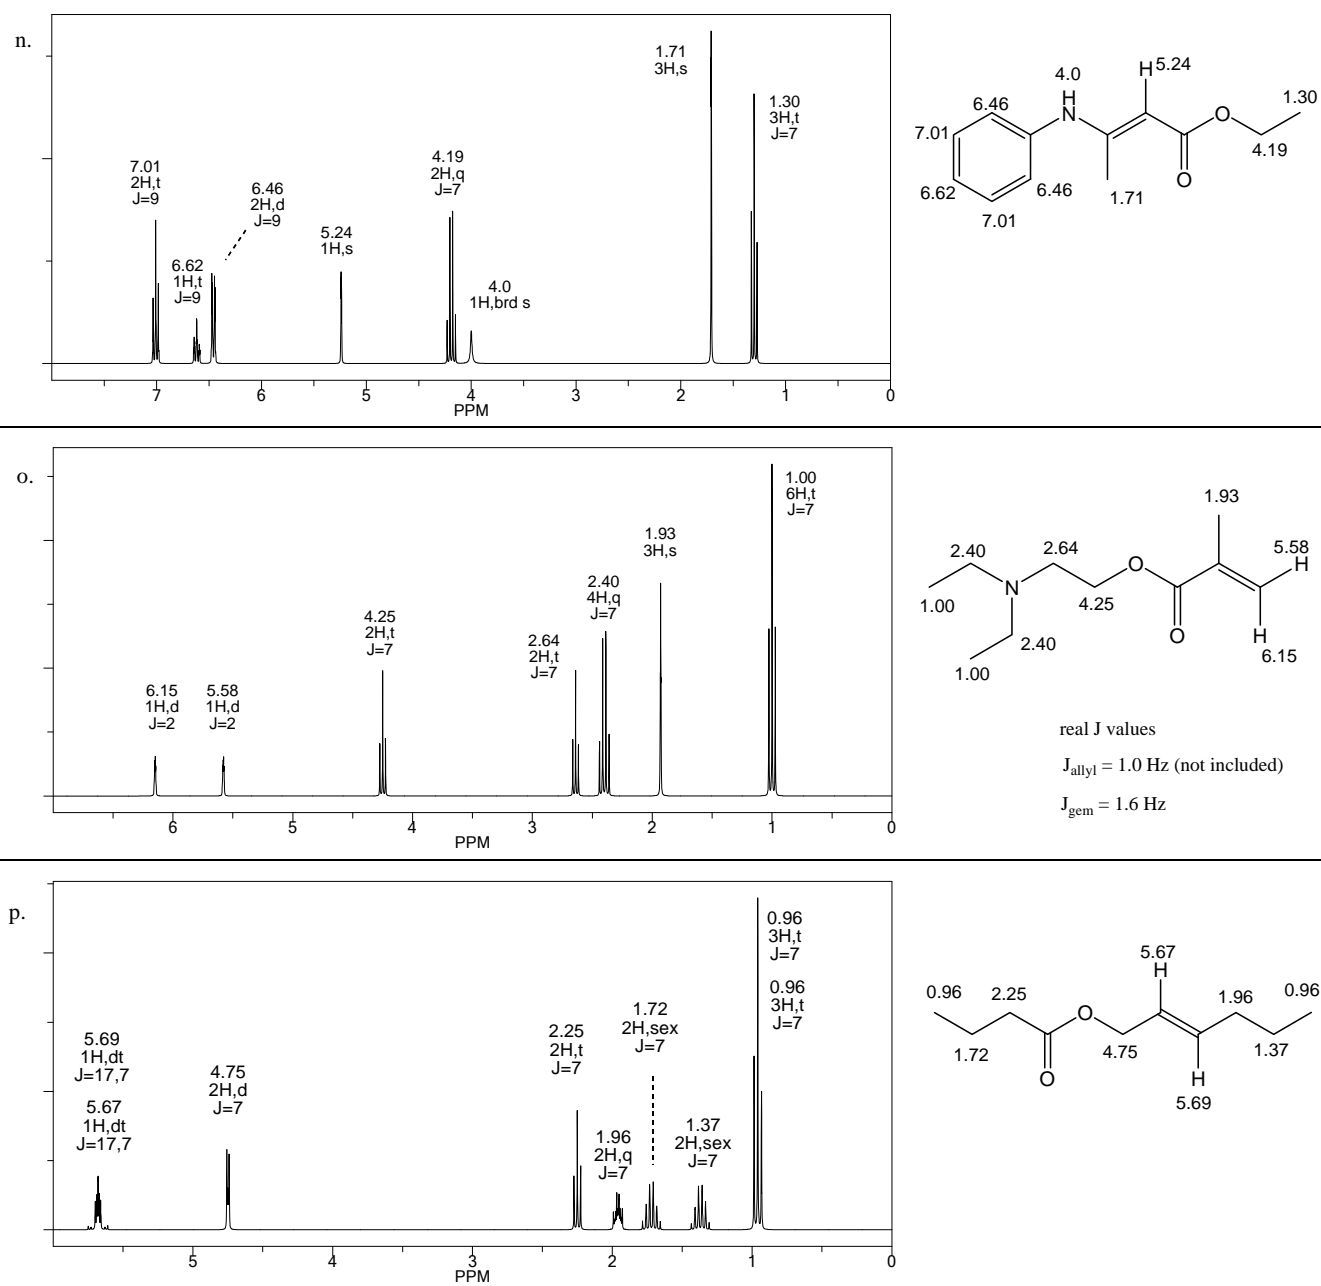 n.
1.71
3H,s
1.30
3H,t
J=7
7.01
2H,t
J=9
6.62
1H,t
J=9
6.46
2H,d
J=9
5.24
1H,s
4.19
2H,q
J=7
4.0
1H,brd s
7 6 5 4 3 2 1 0
PPM
4.0
H
N
H 5.24
O
1.30
4.19
O
1.71
6.46
7.01
6.62
7.01
6.46
o.
1.00
6H,t
J=7
1.93
3H,s
2.40
4H,q
J=7
2.64
2H,t
J=7
4.25
2H,t
J=7
6.15
1H,d
J=2
5.58
1H,d
J=2
6 5 4 3 2 1 0
PPM
1.93
2.40
2.64
O
5.58
H
1.00
N
4.25
O
H
2.40
6.15
1.00
real J values
J allyl = 1.0 Hz (not included)
J gem = 1.6 Hz
p.
0.96
3H,t
J=7
0.96
3H,t
J=7
1.72
2H,sex
J=7
2.25
2H,t
J=7
5.69
1H,dt
J=17,7
5.67
1H,dt
J=17,7
4.75
2H,d
J=7
1.96
2H,q
J=7
1.37
2H,sex
J=7
5 4 3 2 1 0
PPM
5.67
H
0.96
2.25
O
1.96
0.96
1.72
4.75
1.37
O
H
5.69